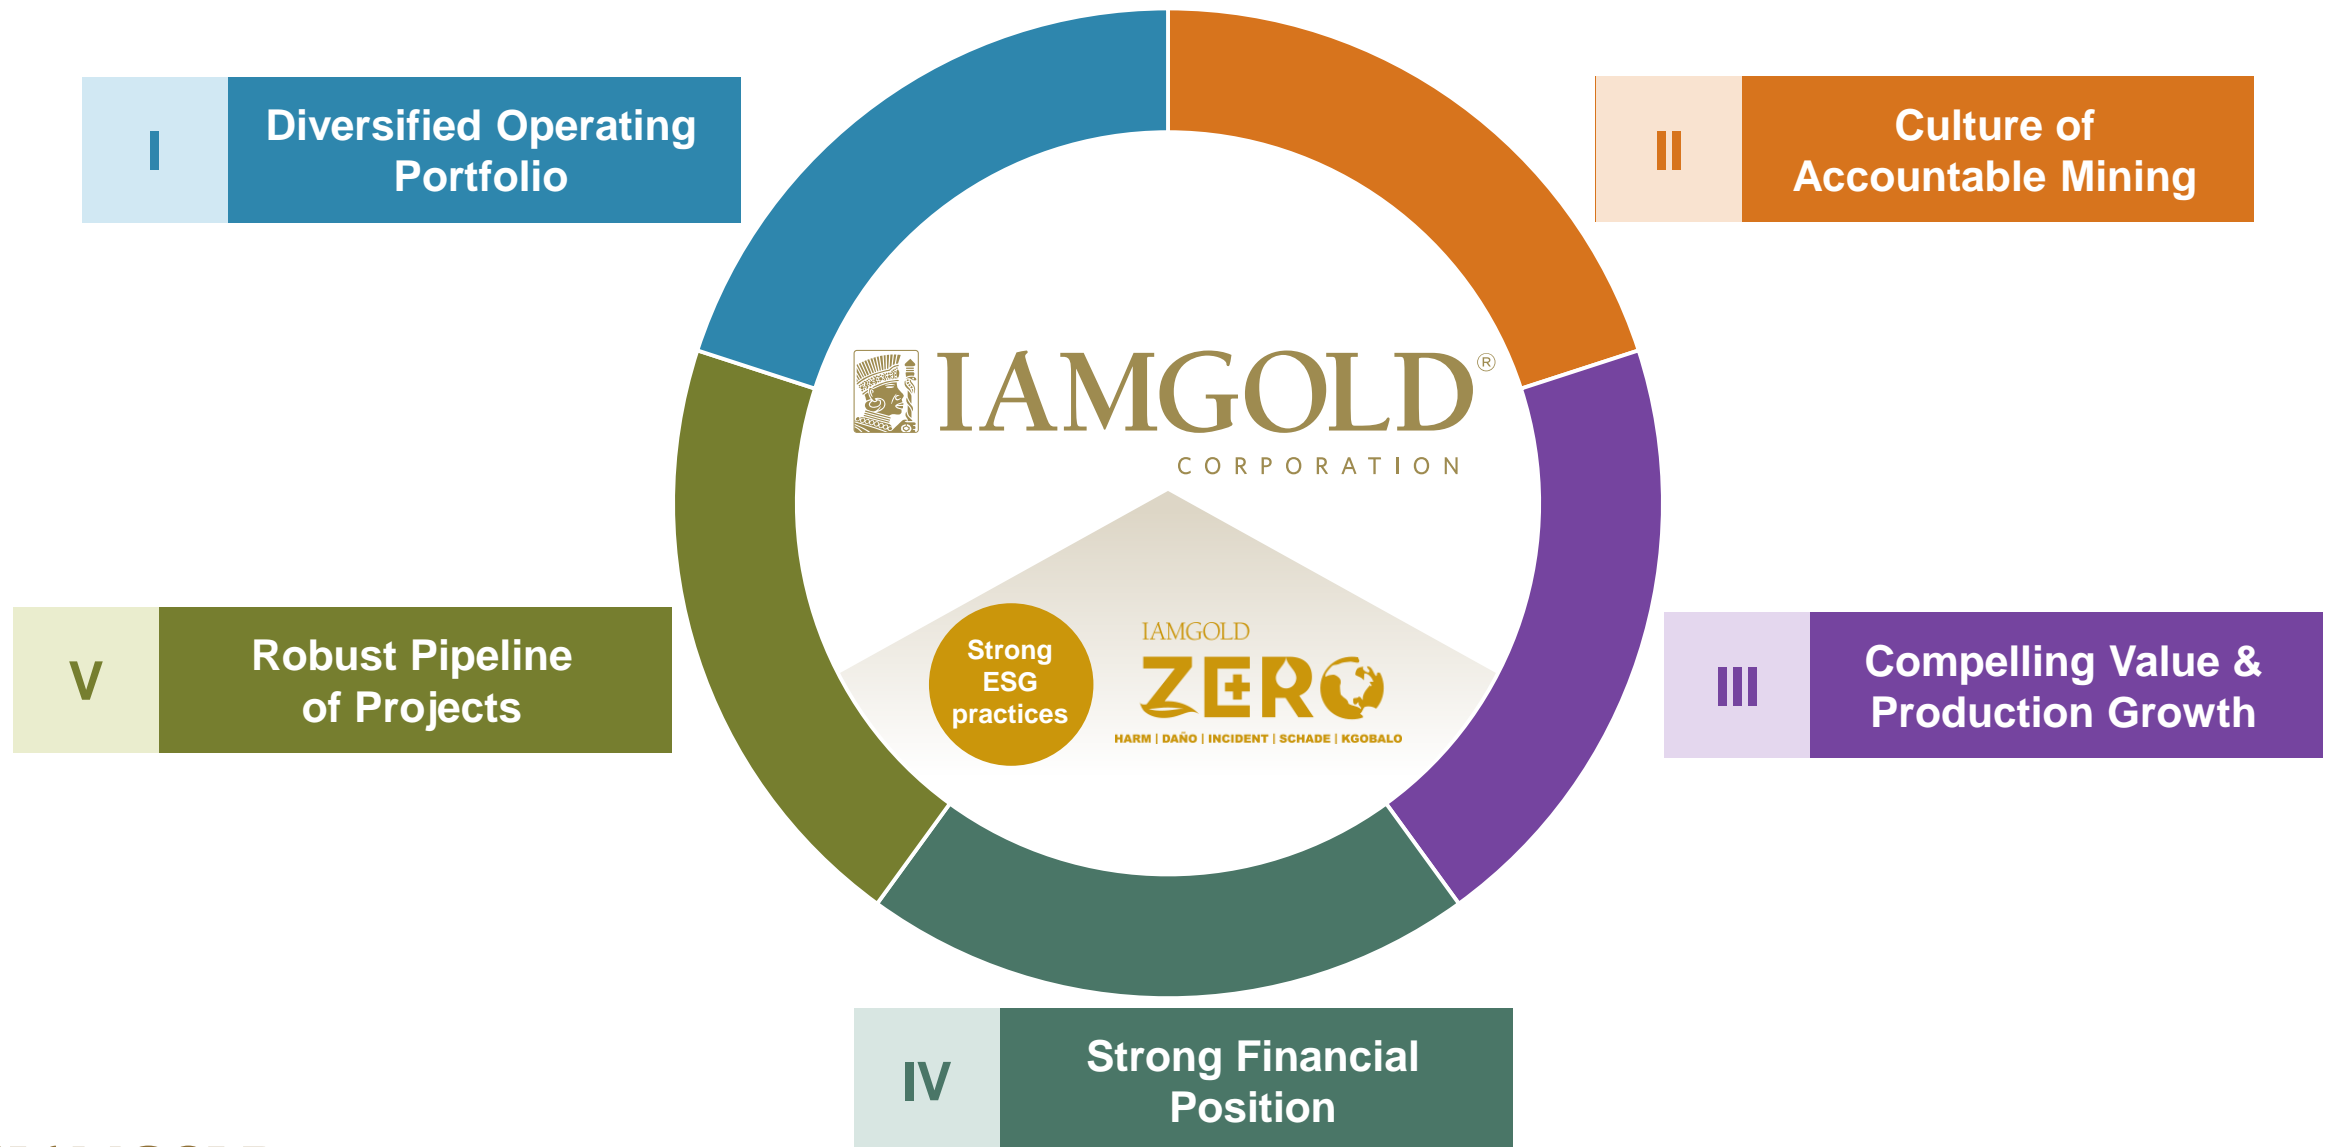 I
Diversified Operating
Portfolio
II
Culture of
Accountable Mining
IAMGOLD®
CORPORATION
Strong
ESG
practices
IAMGOLD
ZERO
HARM | DAÑO | INCIDENT | SCHADE | KGOBALO
V
Robust Pipeline
of Projects
III
Compelling Value &
Production Growth
IV
Strong Financial
Position